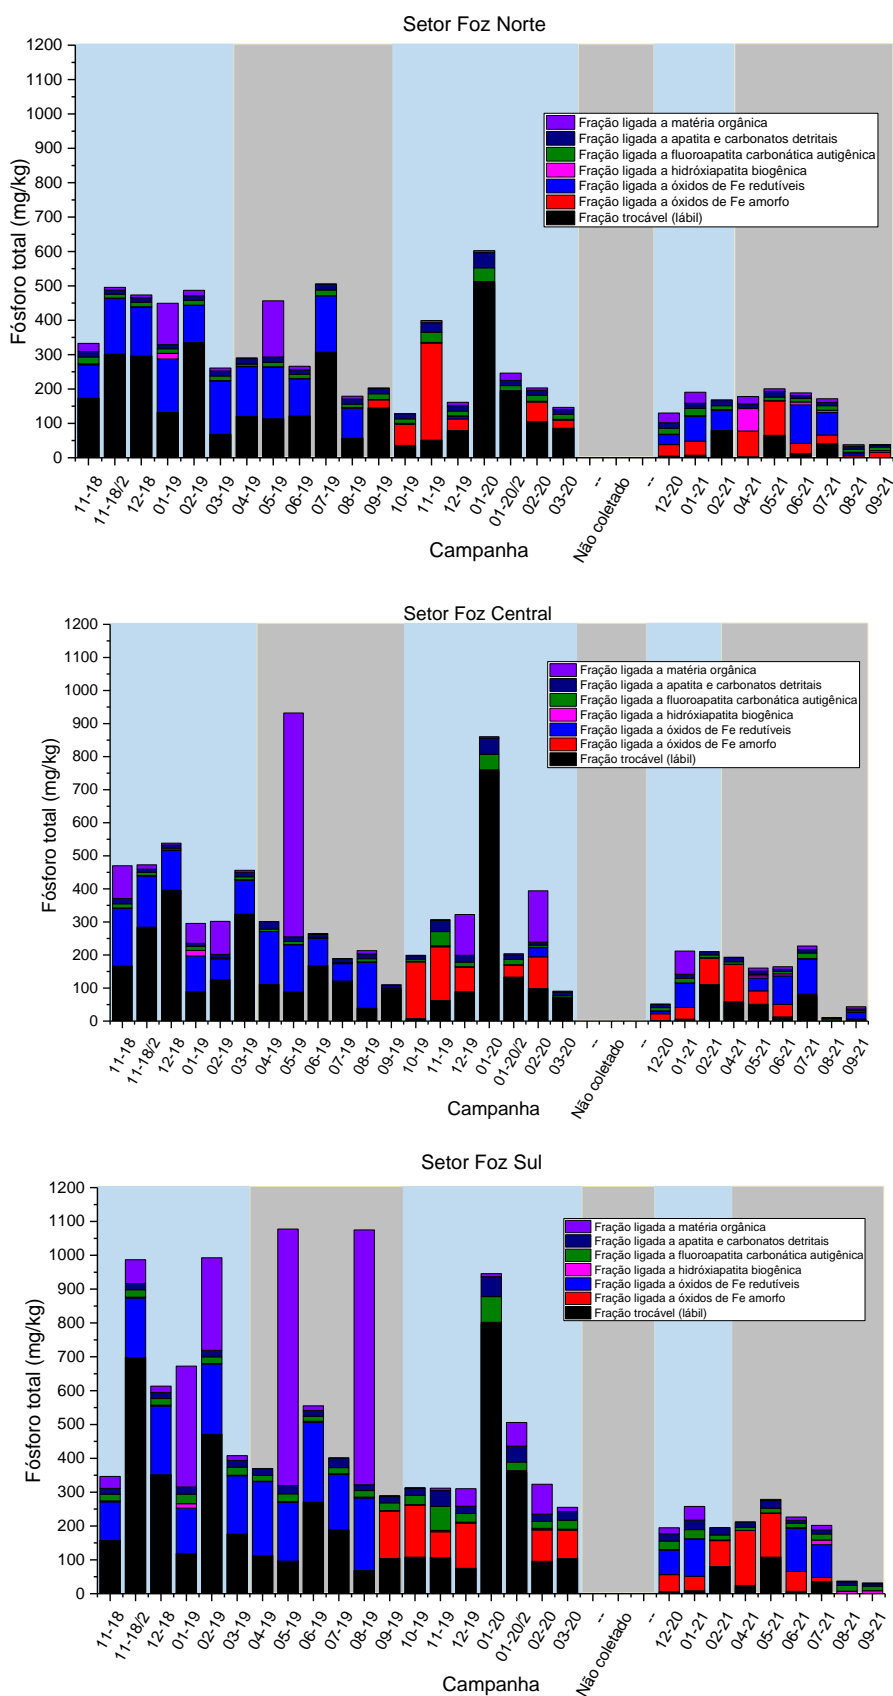 Setor Foz Norte
Fósforo total (mg/kg)
1200
1100
1000
900
800
700
600
500
400
300
200
100
0
Fração ligada a matéria orgânica
Fração ligada a apatita e carbonatos detritais
Fração ligada a fluoroapatita carbonática autigênica
Fração ligada a hidróxiapatita biogênica
Fração ligada a óxidos de Fe redutíveis
Fração ligada a óxidos de Fe amorfo
Fração trocável (lábil)
11-18 11-18/2 12-18 01-19 02-19 03-19 04-19 05-19 06-19 07-19 08-19 09-19 10-19 11-19 12-19 01-20 01-20/2 02-20 03-20 -- Não coletado -- 12-20 01-21 02-21 04-21 05-21 06-21 07-21 08-21 09-21
Campanha
Setor Foz Central
Fósforo total (mg/kg)
1200
1100
1000
900
800
700
600
500
400
300
200
100
0
Fração ligada a matéria orgânica
Fração ligada a apatita e carbonatos detritais
Fração ligada a fluoroapatita carbonática autigênica
Fração ligada a hidróxiapatita biogênica
Fração ligada a óxidos de Fe redutíveis
Fração ligada a óxidos de Fe amorfo
Fração trocável (lábil)
11-18 11-18/2 12-18 01-19 02-19 03-19 04-19 05-19 06-19 07-19 08-19 09-19 10-19 11-19 12-19 01-20 01-20/2 02-20 03-20 -- Não coletado -- 12-20 01-21 02-21 04-21 05-21 06-21 07-21 08-21 09-21
Campanha
Setor Foz Sul
Fósforo total (mg/kg)
1200
1100
1000
900
800
700
600
500
400
300
200
100
0
Fração ligada a matéria orgânica
Fração ligada a apatita e carbonatos detritais
Fração ligada a fluoroapatita carbonática autigênica
Fração ligada a hidróxiapatita biogênica
Fração ligada a óxidos de Fe redutíveis
Fração ligada a óxidos de Fe amorfo
Fração trocável (lábil)
11-18 11-18/2 12-18 01-19 02-19 03-19 04-19 05-19 06-19 07-19 08-19 09-19 10-19 11-19 12-19 01-20 01-20/2 02-20 03-20 -- Não coletado -- 12-20 01-21 02-21 04-21 05-21 06-21 07-21 08-21 09-21
Campanha